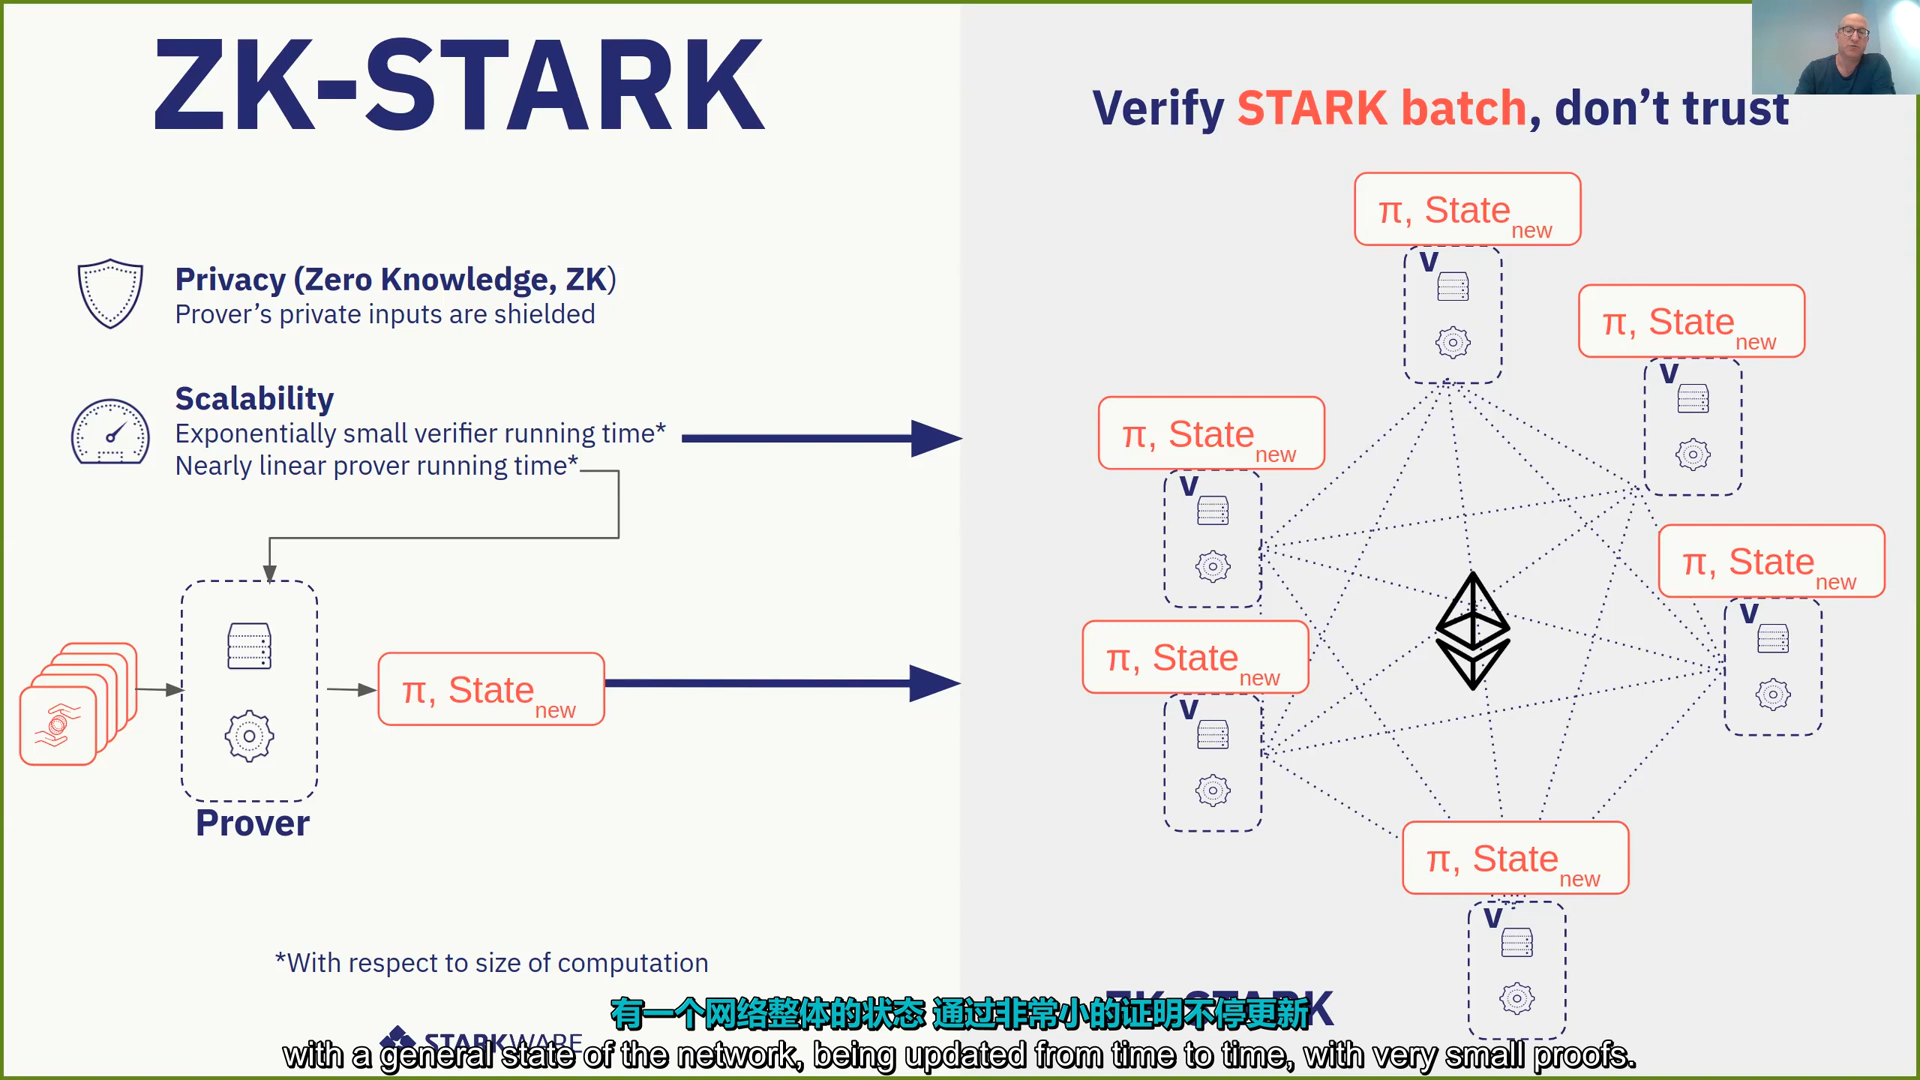 ZK-STARK
Privacy (Zero Knowledge, ZK)
Prover's private inputs are shielded
Scalability
Exponentially small verifier running time*
Nearly linear prover running time*
π, State new
Prover
*With respect to size of computation
STARKWARE
Verify STARK batch, don't trust
π, State new
V
π, State new
V
π, State new
V
π, State new
V
π, State new
V
π, State new
V
ZK-STARK
有一个网络整体的状态 通过非常小的证明不停更新
with a general state of the network, being updated from time to time, with very small proofs.